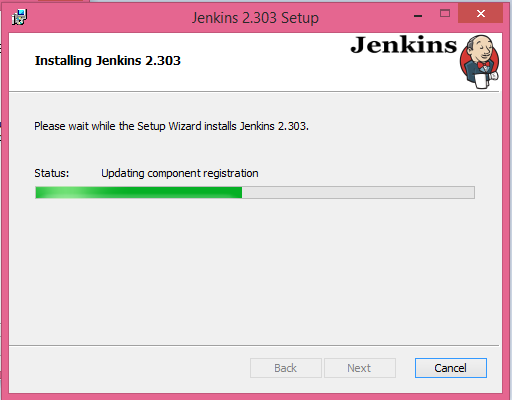 Jenkins 2.303 Setup
Installing Jenkins 2.303
Jenkins
Please wait while the Setup Wizard installs Jenkins 2.303.
Status: Updating component registration
Back Next Cancel